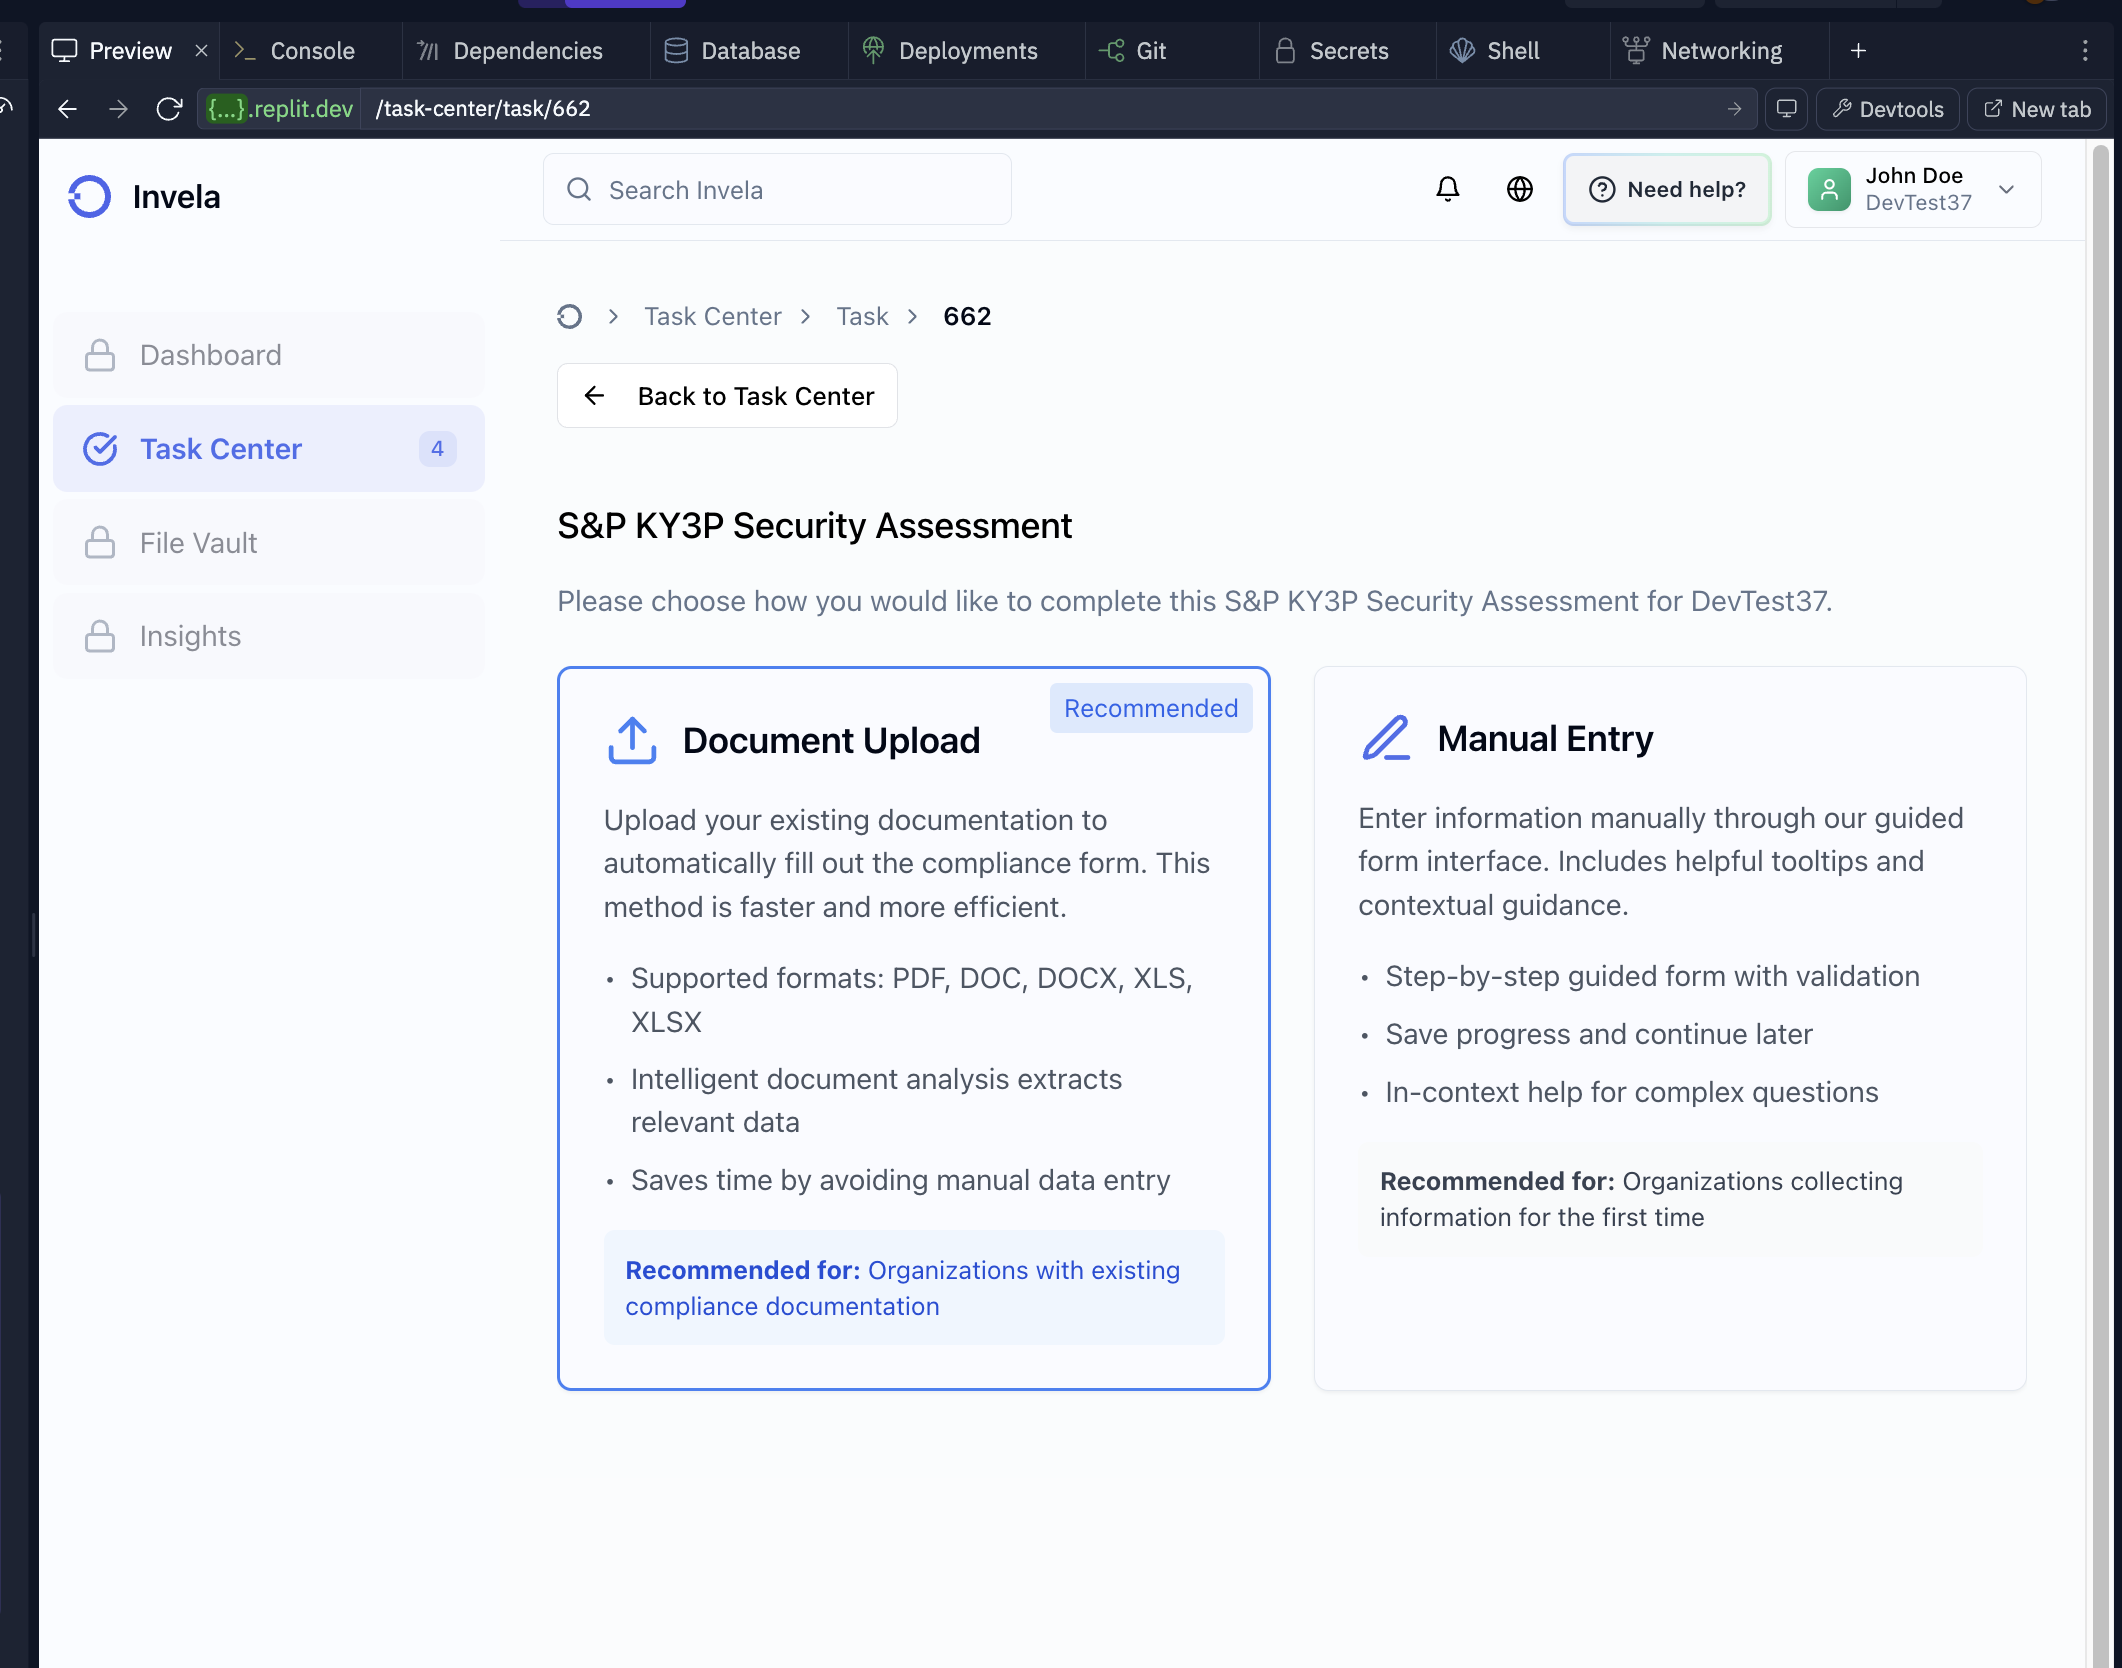 Preview
Console
Dependencies
Database
Deployments
Git
Secrets
Shell
Networking
{...}.replit.dev
/task-center/task/662
Devtools
New tab
Invela
Search Invela
Need help?
John Doe
DevTest37
Dashboard
Task Center
4
File Vault
Insights
Task Center
Task
662
Back to Task Center
S&P KY3P Security Assessment
Please choose how you would like to complete this S&P KY3P Security Assessment for DevTest37.
Recommended
Document Upload
Upload your existing documentation to
automatically fill out the compliance form. This
method is faster and more efficient.
• Supported formats: PDF, DOC, DOCX, XLS,
XLSX
• Intelligent document analysis extracts
relevant data
• Saves time by avoiding manual data entry
Recommended for: Organizations with existing
compliance documentation
Manual Entry
Enter information manually through our guided
form interface. Includes helpful tooltips and
contextual guidance.
• Step-by-step guided form with validation
• Save progress and continue later
• In-context help for complex questions
Recommended for: Organizations collecting
information for the first time